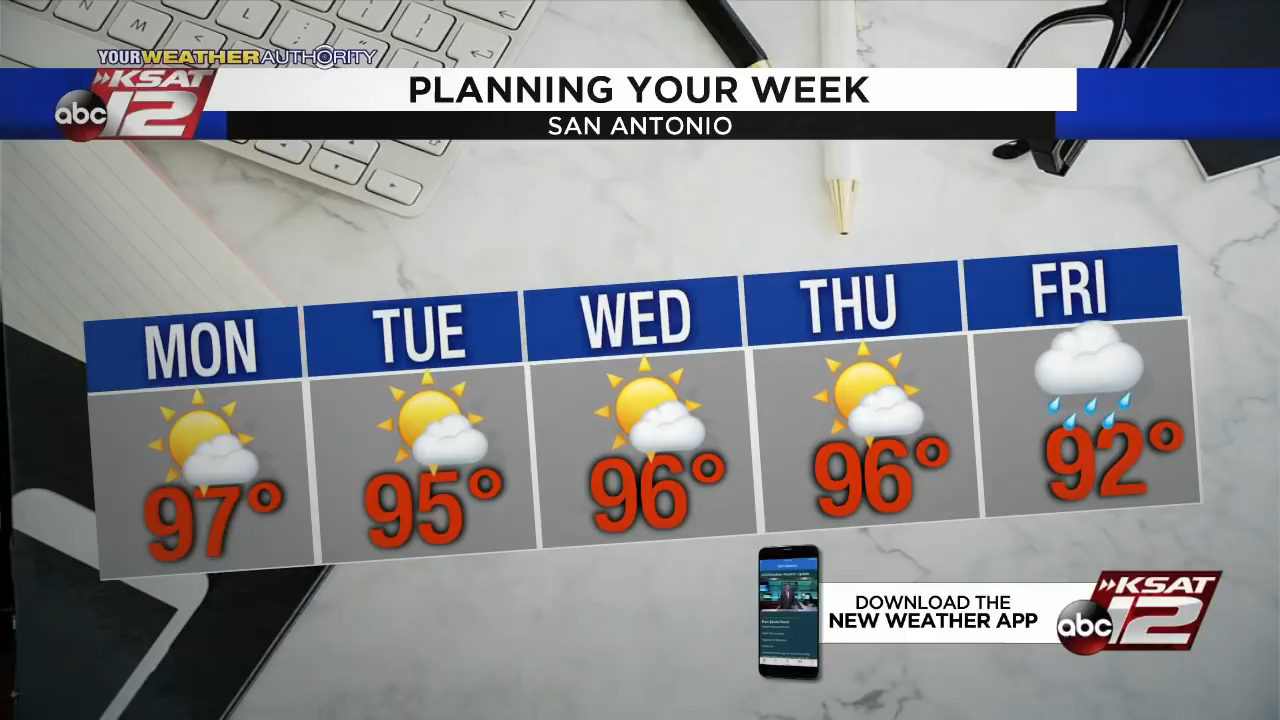 YOUR WEATHER AUTHORITY
KSAT
abc 12
PLANNING YOUR WEEK
SAN ANTONIO
MON
TUE
WED
THU
FRI
97°
95°
96°
96°
92°
DOWNLOAD THE
NEW WEATHER APP
KSAT
abc 12